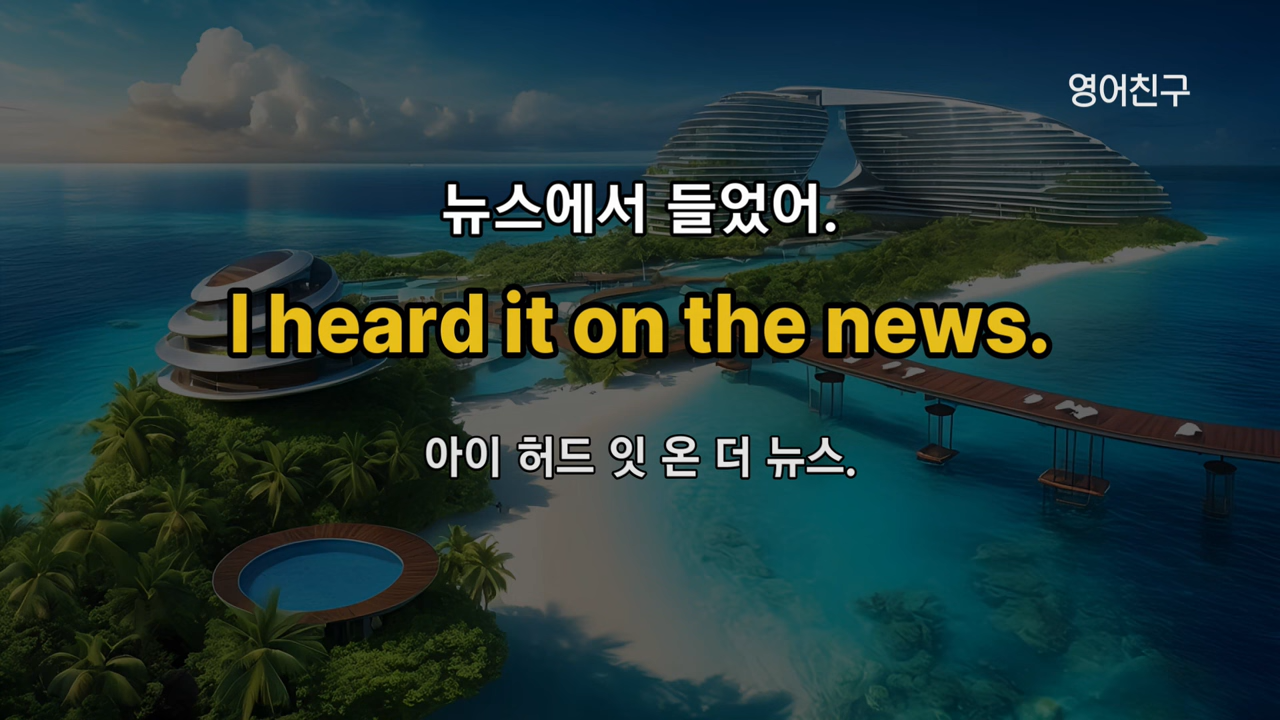 영어친구
뉴스에서 들었어.
I heard it on the news.
아이 허드 잇 온 더 뉴스.